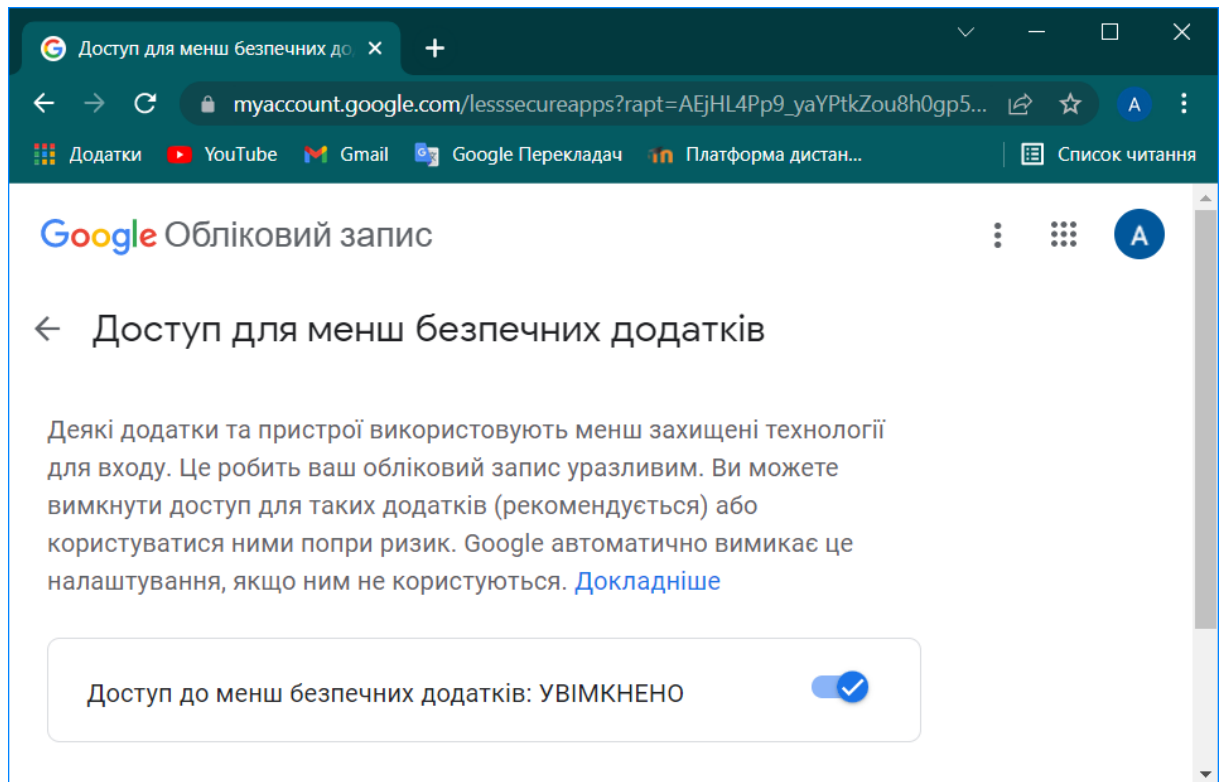 Доступ для менш безпечних до
myaccount.google.com/lesssecureapps?rapt=AEjHL4Pp9_yaYPtkZou8h0gp5...
A
Додатки YouTube Gmail Google Перекладач Платформа дистан... Список читання
Google Обліковий запис
A
Доступ для менш безпечних додатків
Деякі додатки та пристрої використовують менш захищені технології
для входу. Це робить ваш обліковий запис уразливим. Ви можете
вимкнути доступ для таких додатків (рекомендується) або
користуватися ними попри ризик. Google автоматично вимикає це
налаштування, якщо ним не користуються. Докладніше
Доступ до менш безпечних додатків: УВІМКНЕНО